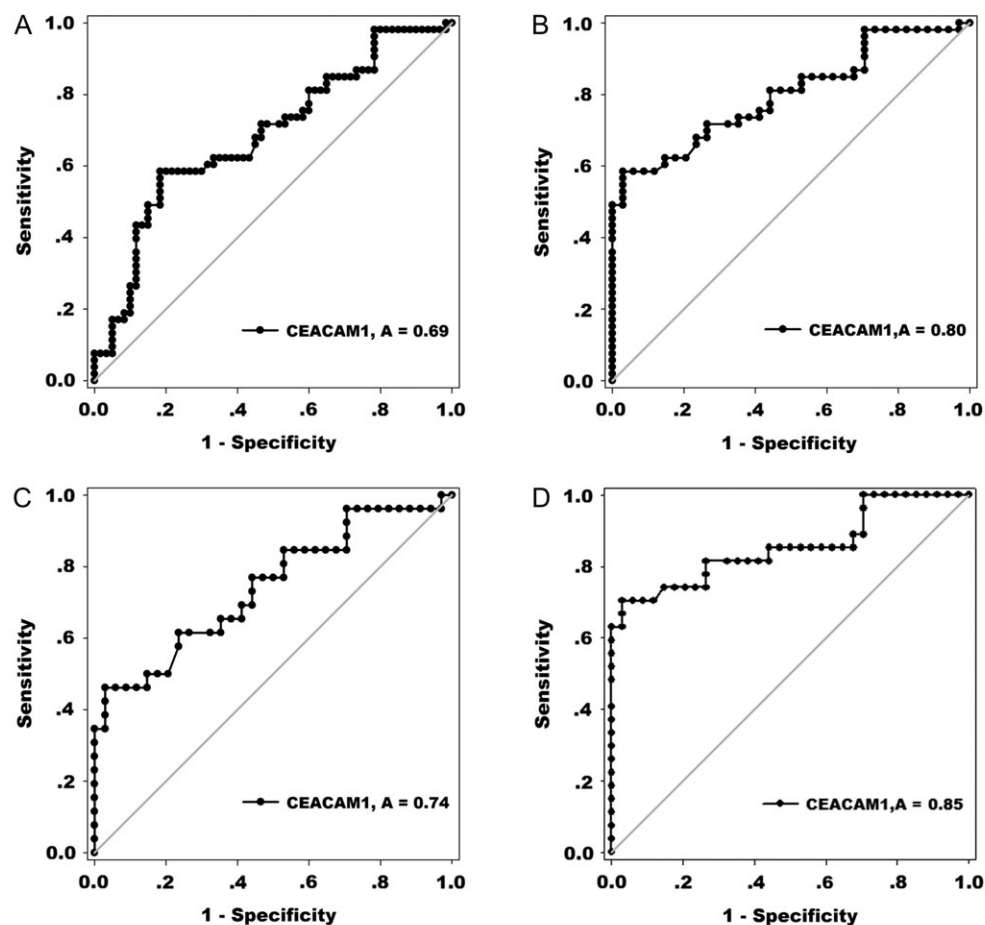 A
1.0
.8
.6
.4
.2
0.0
Sensitivity
CEACAM1, A = 0.69
0.0 .2 .4 .6 .8 1.0
1 - Specificity
B
1.0
.8
.6
.4
.2
0.0
Sensitivity
CEACAM1,A = 0.80
0.0 .2 .4 .6 .8 1.0
1 - Specificity
C
1.0
.8
.6
.4
.2
0.0
Sensitivity
CEACAM1, A = 0.74
0.0 .2 .4 .6 .8 1.0
1 - Specificity
D
1.0
.8
.6
.4
.2
0.0
Sensitivity
CEACAM1,A = 0.85
0.0 .2 .4 .6 .8 1.0
1 - Specificity